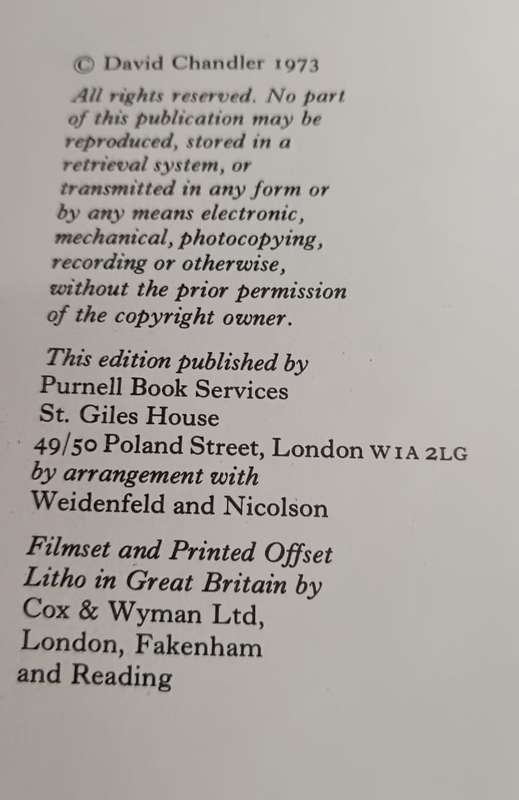 © David Chandler 1973
All rights reserved. No part
of this publication may be
reproduced, stored in a
retrieval system, or
transmitted in any form or
by any means electronic,
mechanical, photocopying,
recording or otherwise,
without the prior permission
of the copyright owner.
This edition published by
Purnell Book Services
St. Giles House
49/50 Poland Street, London W1A 2LG
by arrangement with
Weidenfeld and Nicolson
Filmset and Printed Offset
Litho in Great Britain by
Cox & Wyman Ltd,
London, Fakenham
and Reading